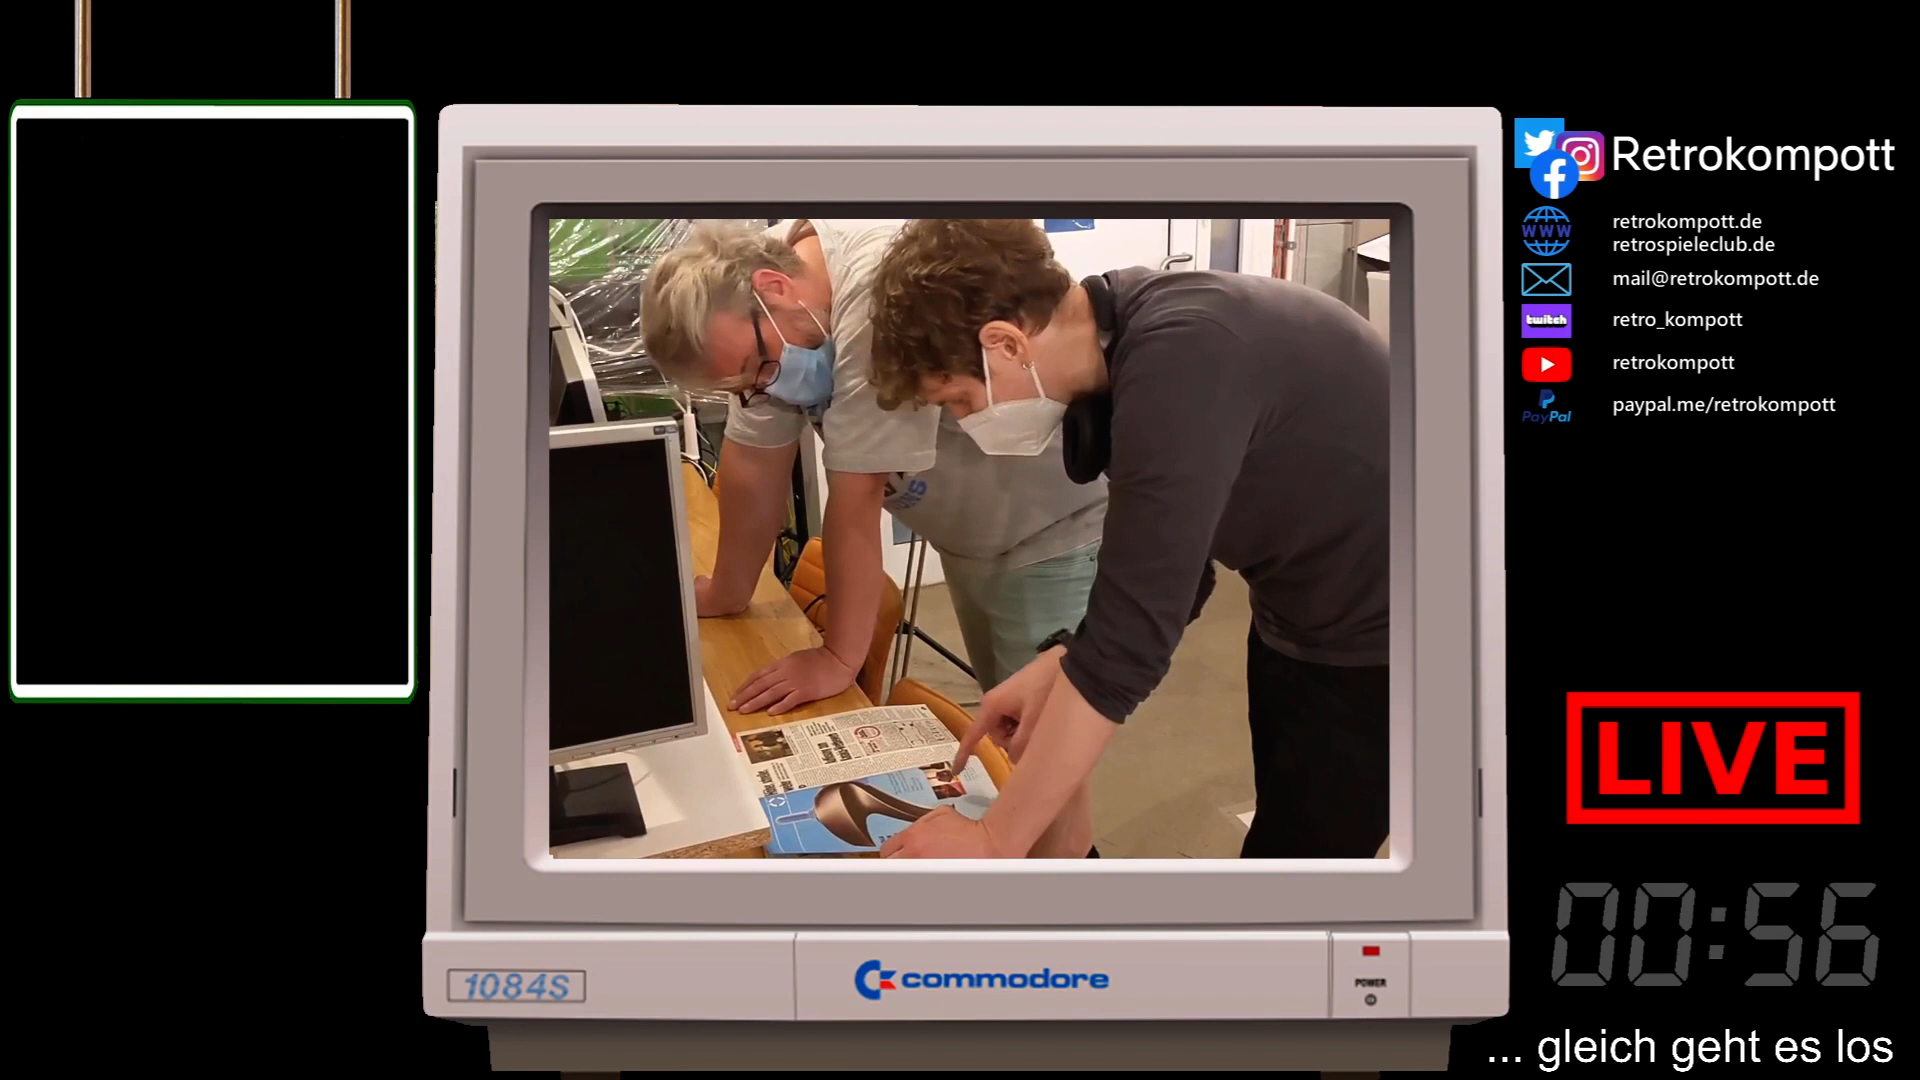 Retrokompott
www
retrokompott.de
retrospieleclub.de
mail@retrokompott.de
twitch
retro_kompott
retrokompott
PayPal
paypal.me/retrokompott
LIVE
00:56
1084S
commodore
POWER
... gleich geht es los